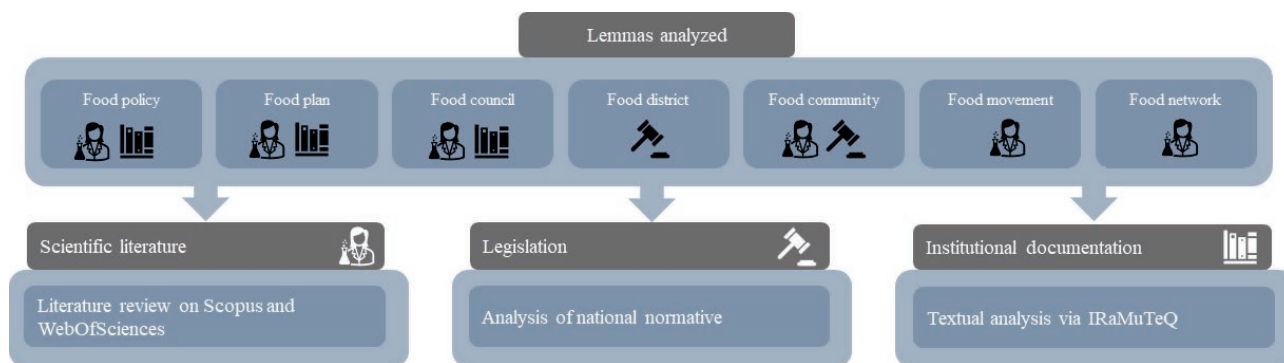 Lemmas analyzed
Food policy
Food plan
Food council
Food district
Food community
Food movement
Food network
Scientific literature
Legislation
Institutional documentation
Literature review on Scopus and
WebOfSciences
Analysis of national normative
Textual analysis via IRaMuTeQ